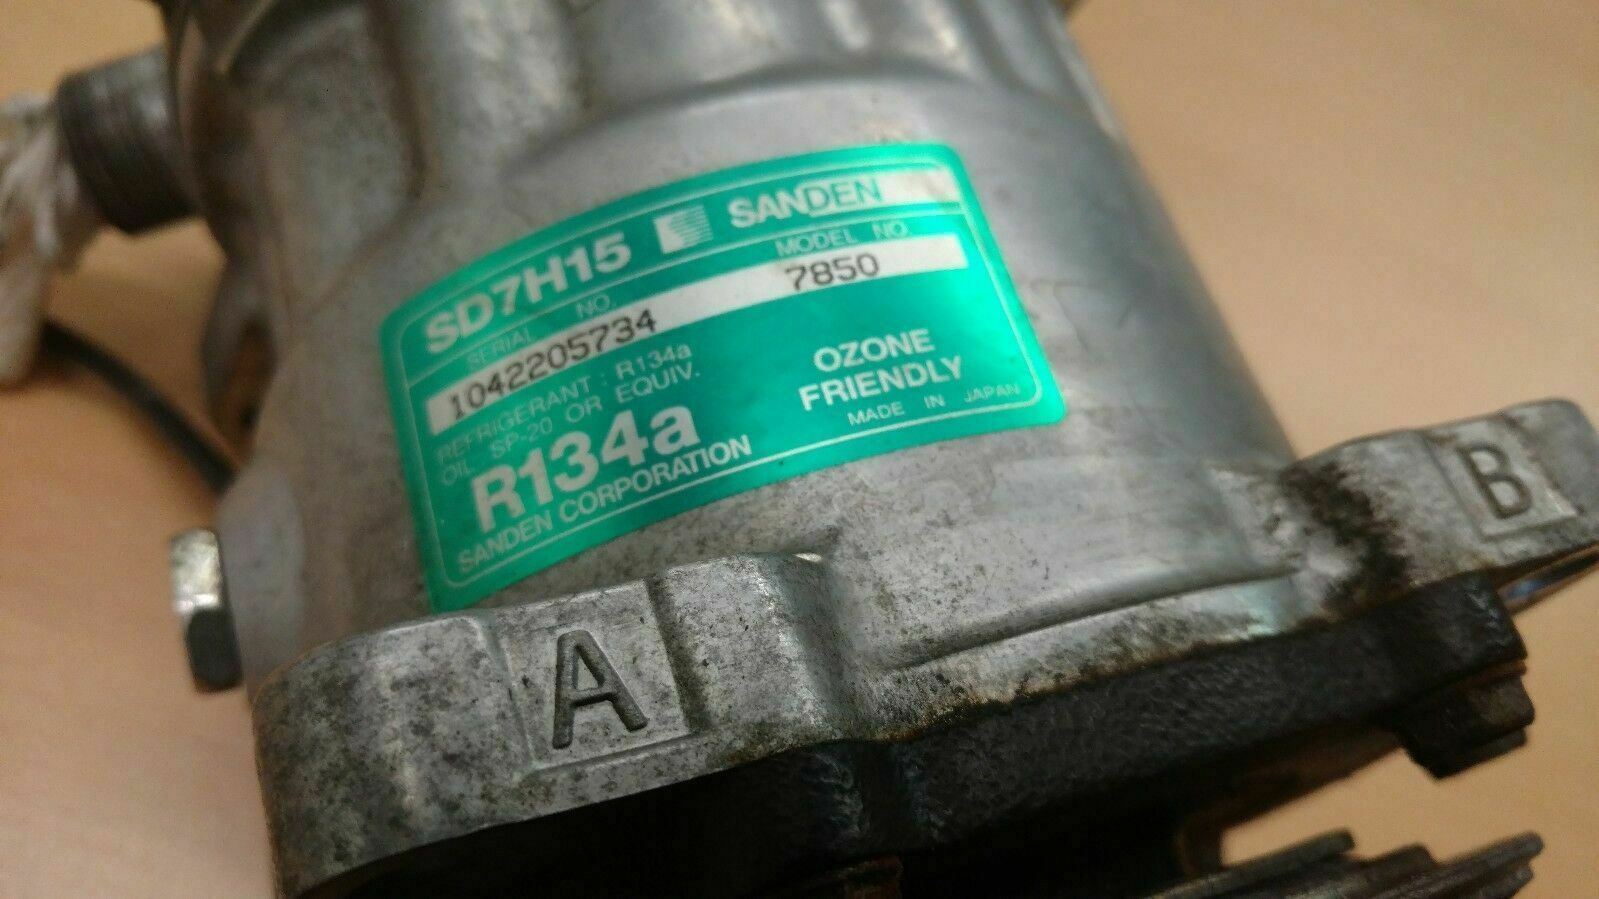 SD7H15 SANDEN
SERIAL NO. MODEL NO.
1042205734 7850
REFRIGERANT : R134a
OIL SP-20 OR EQUIV.
R134a
SANDEN CORPORATION
OZONE
FRIENDLY
MADE IN JAPAN
A
B